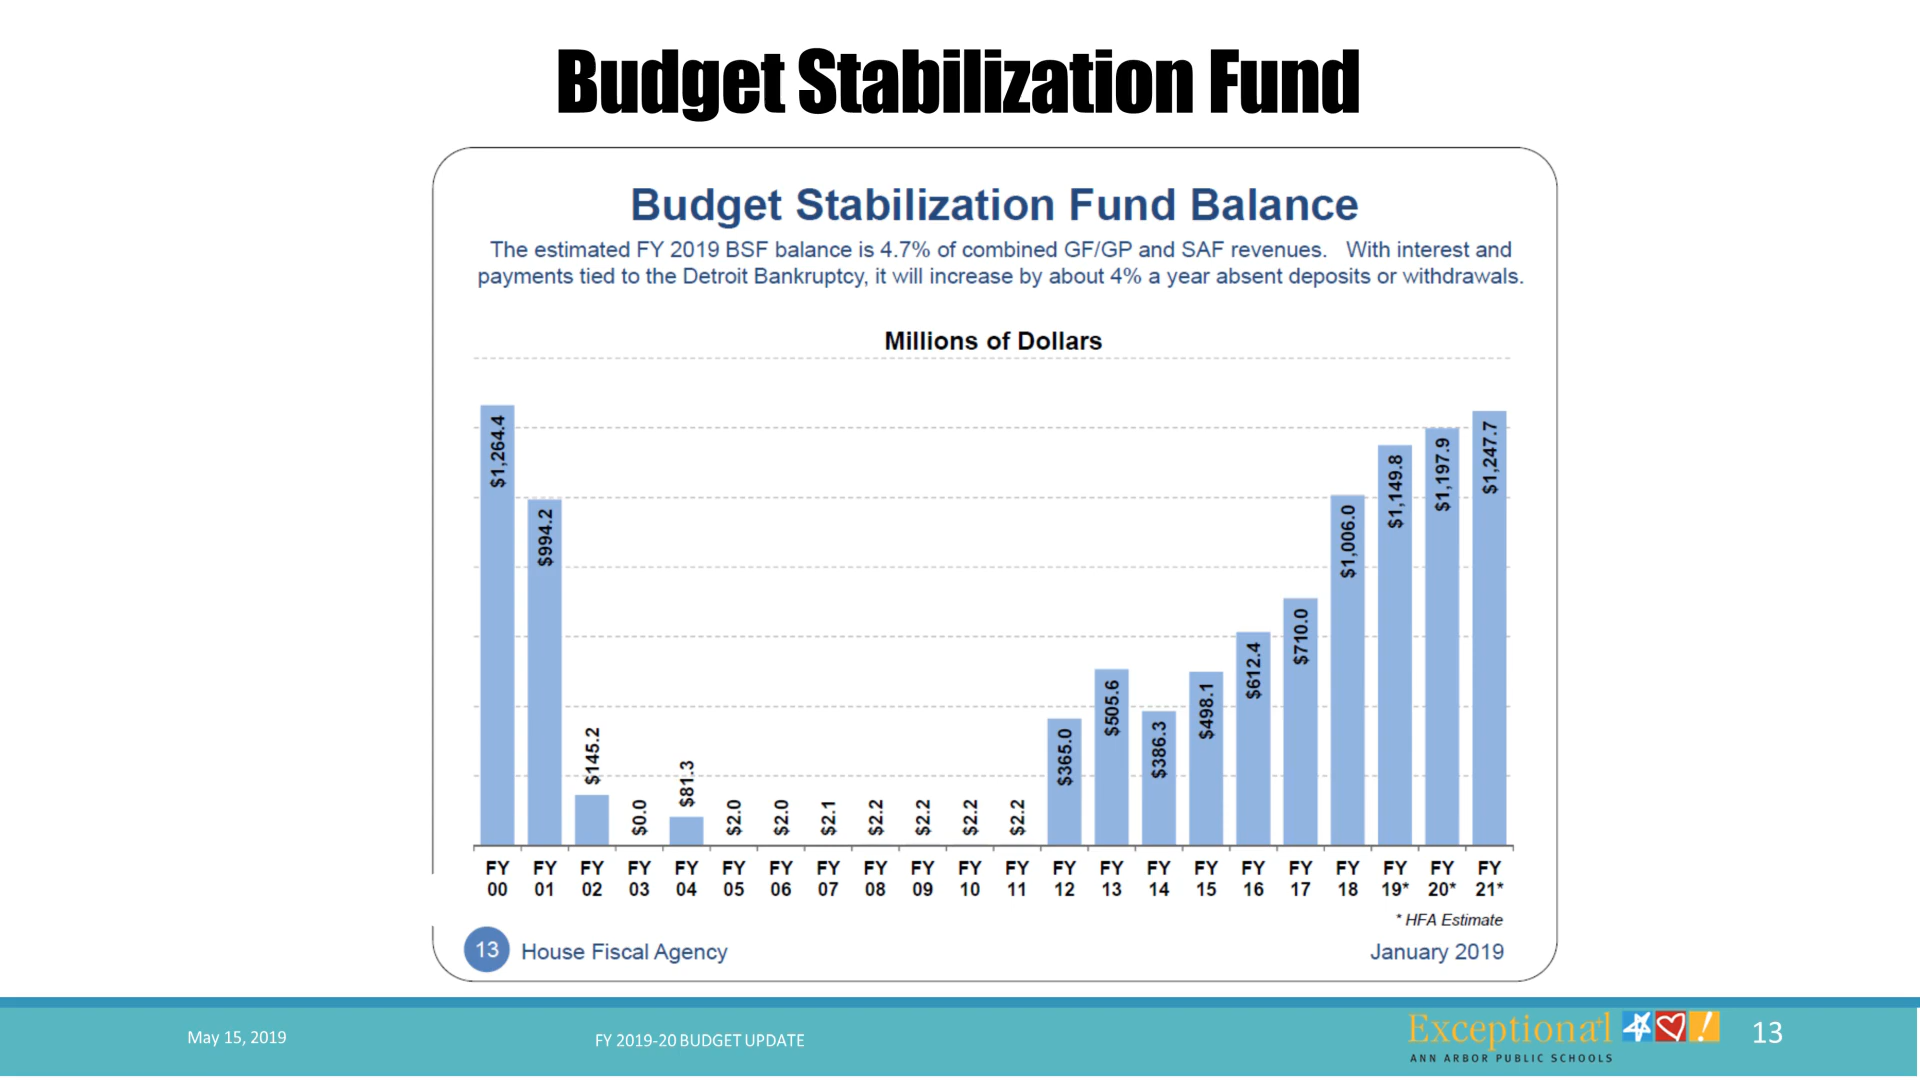 Budget Stabilization Fund
Budget Stabilization Fund Balance
The estimated FY 2019 BSF balance is 4.7% of combined GF/GP and SAF revenues. With interest and
payments tied to the Detroit Bankruptcy, it will increase by about 4% a year absent deposits or withdrawals.
Millions of Dollars
$1,264.4
$994.2
$145.2
$0.0
$81.3
$2.0
$2.0
$2.1
$2.2
$2.2
$2.2
$2.2
$365.0
$505.6
$386.3
$498.1
$612.4
$710.0
$1,006.0
$1,149.8
$1,197.9
$1,247.7
FY FY FY FY FY FY FY FY FY FY FY FY FY FY FY FY FY FY FY FY FY FY
00 01 02 03 04 05 06 07 08 09 10 11 12 13 14 15 16 17 18 19* 20* 21*
* HFA Estimate
13 House Fiscal Agency January 2019
May 15, 2019 FY 2019-20 BUDGET UPDATE Exceptiona1 ! 13
ANN ARBOR PUBLIC SCHOOLS